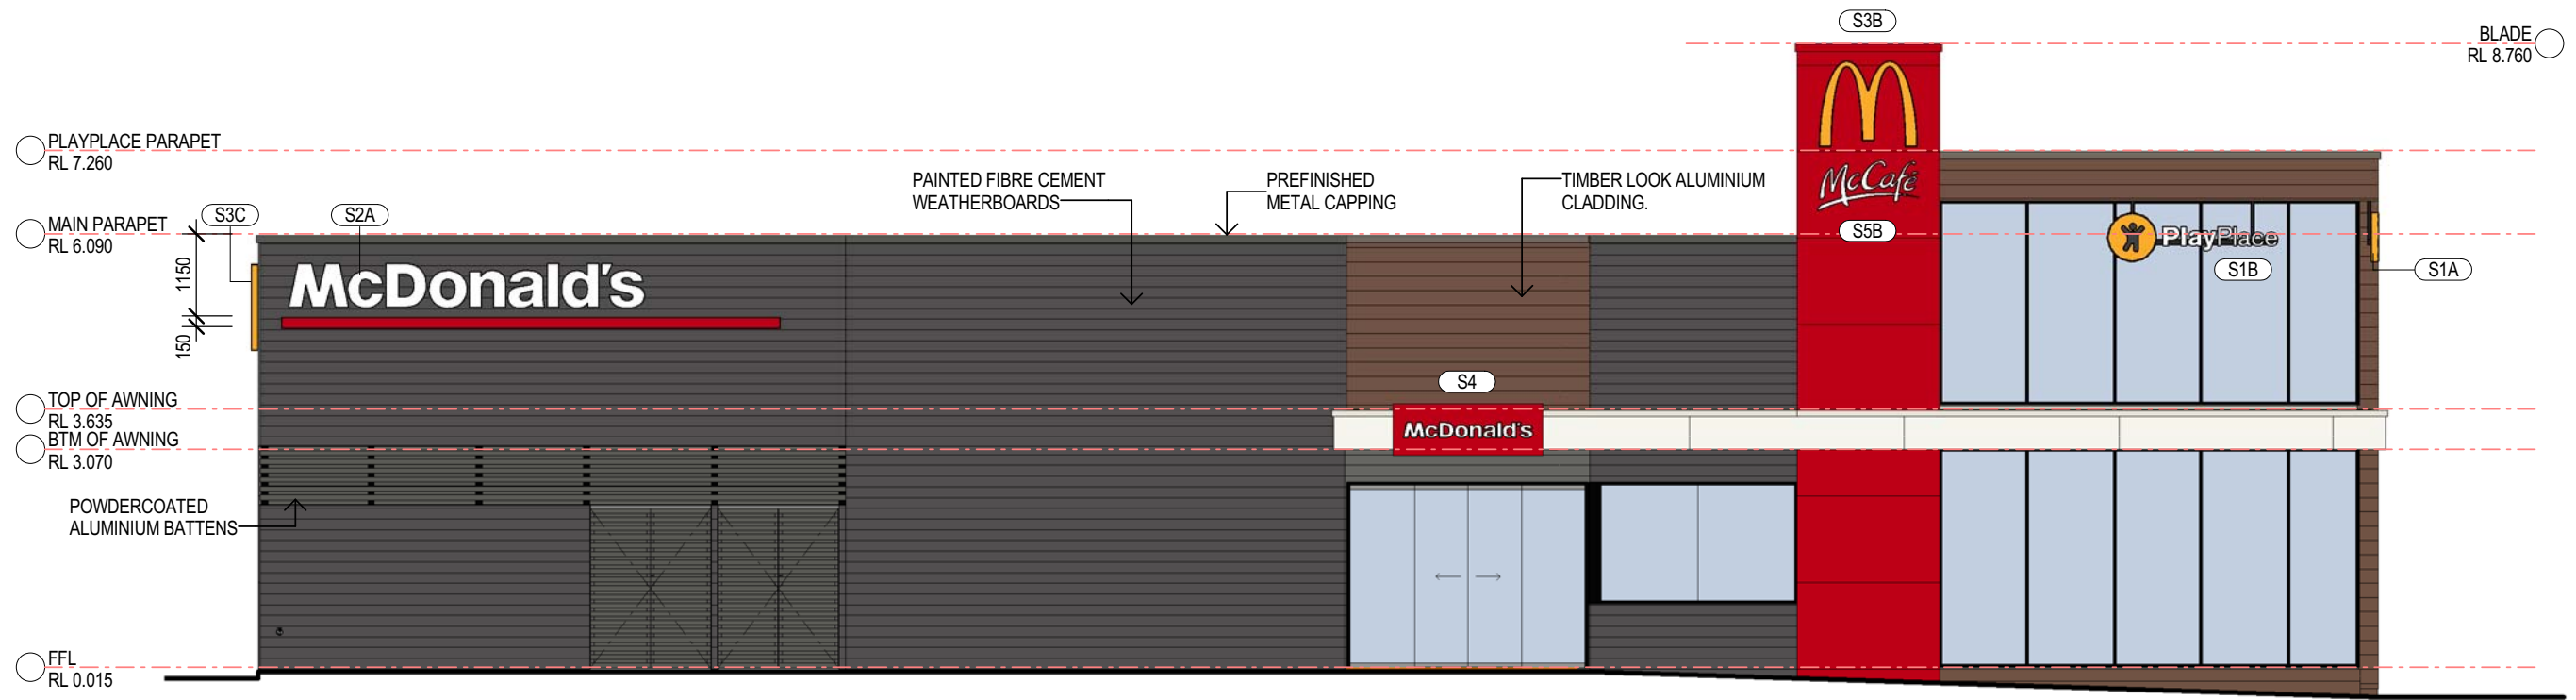 S3B
BLADE
RL 8.760
PLAYPLACE PARAPET
RL 7.260
McCafé
PAINTED FIBRE CEMENT
WEATHERBOARDS
PREFINISHED
METAL CAPPING
TIMBER LOOK ALUMINIUM
CLADDING.
S3C
S2A
MAIN PARAPET
RL 6.090
S5B
PlayPlace
S1B
S1A
1150
McDonald's
150
S4
TOP OF AWNING
RL 3.635
McDonald's
BTM OF AWNING
RL 3.070
POWDERCOATED
ALUMINIUM BATTENS
FFL
RL 0.015